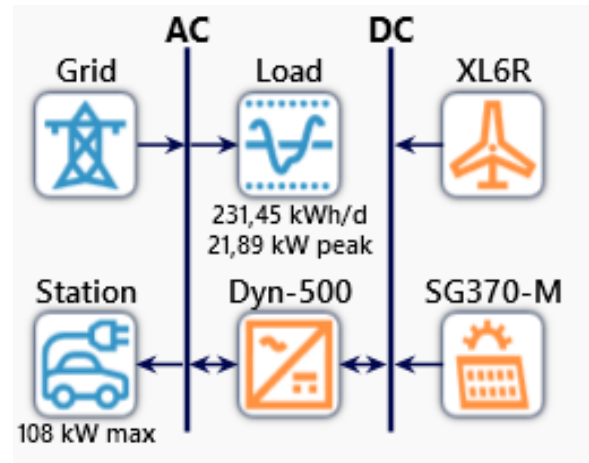 AC DC
Grid Load XL6R
231,45 kWh/d
21,89 kW peak
Station Dyn-500 SG370-M
108 kW max